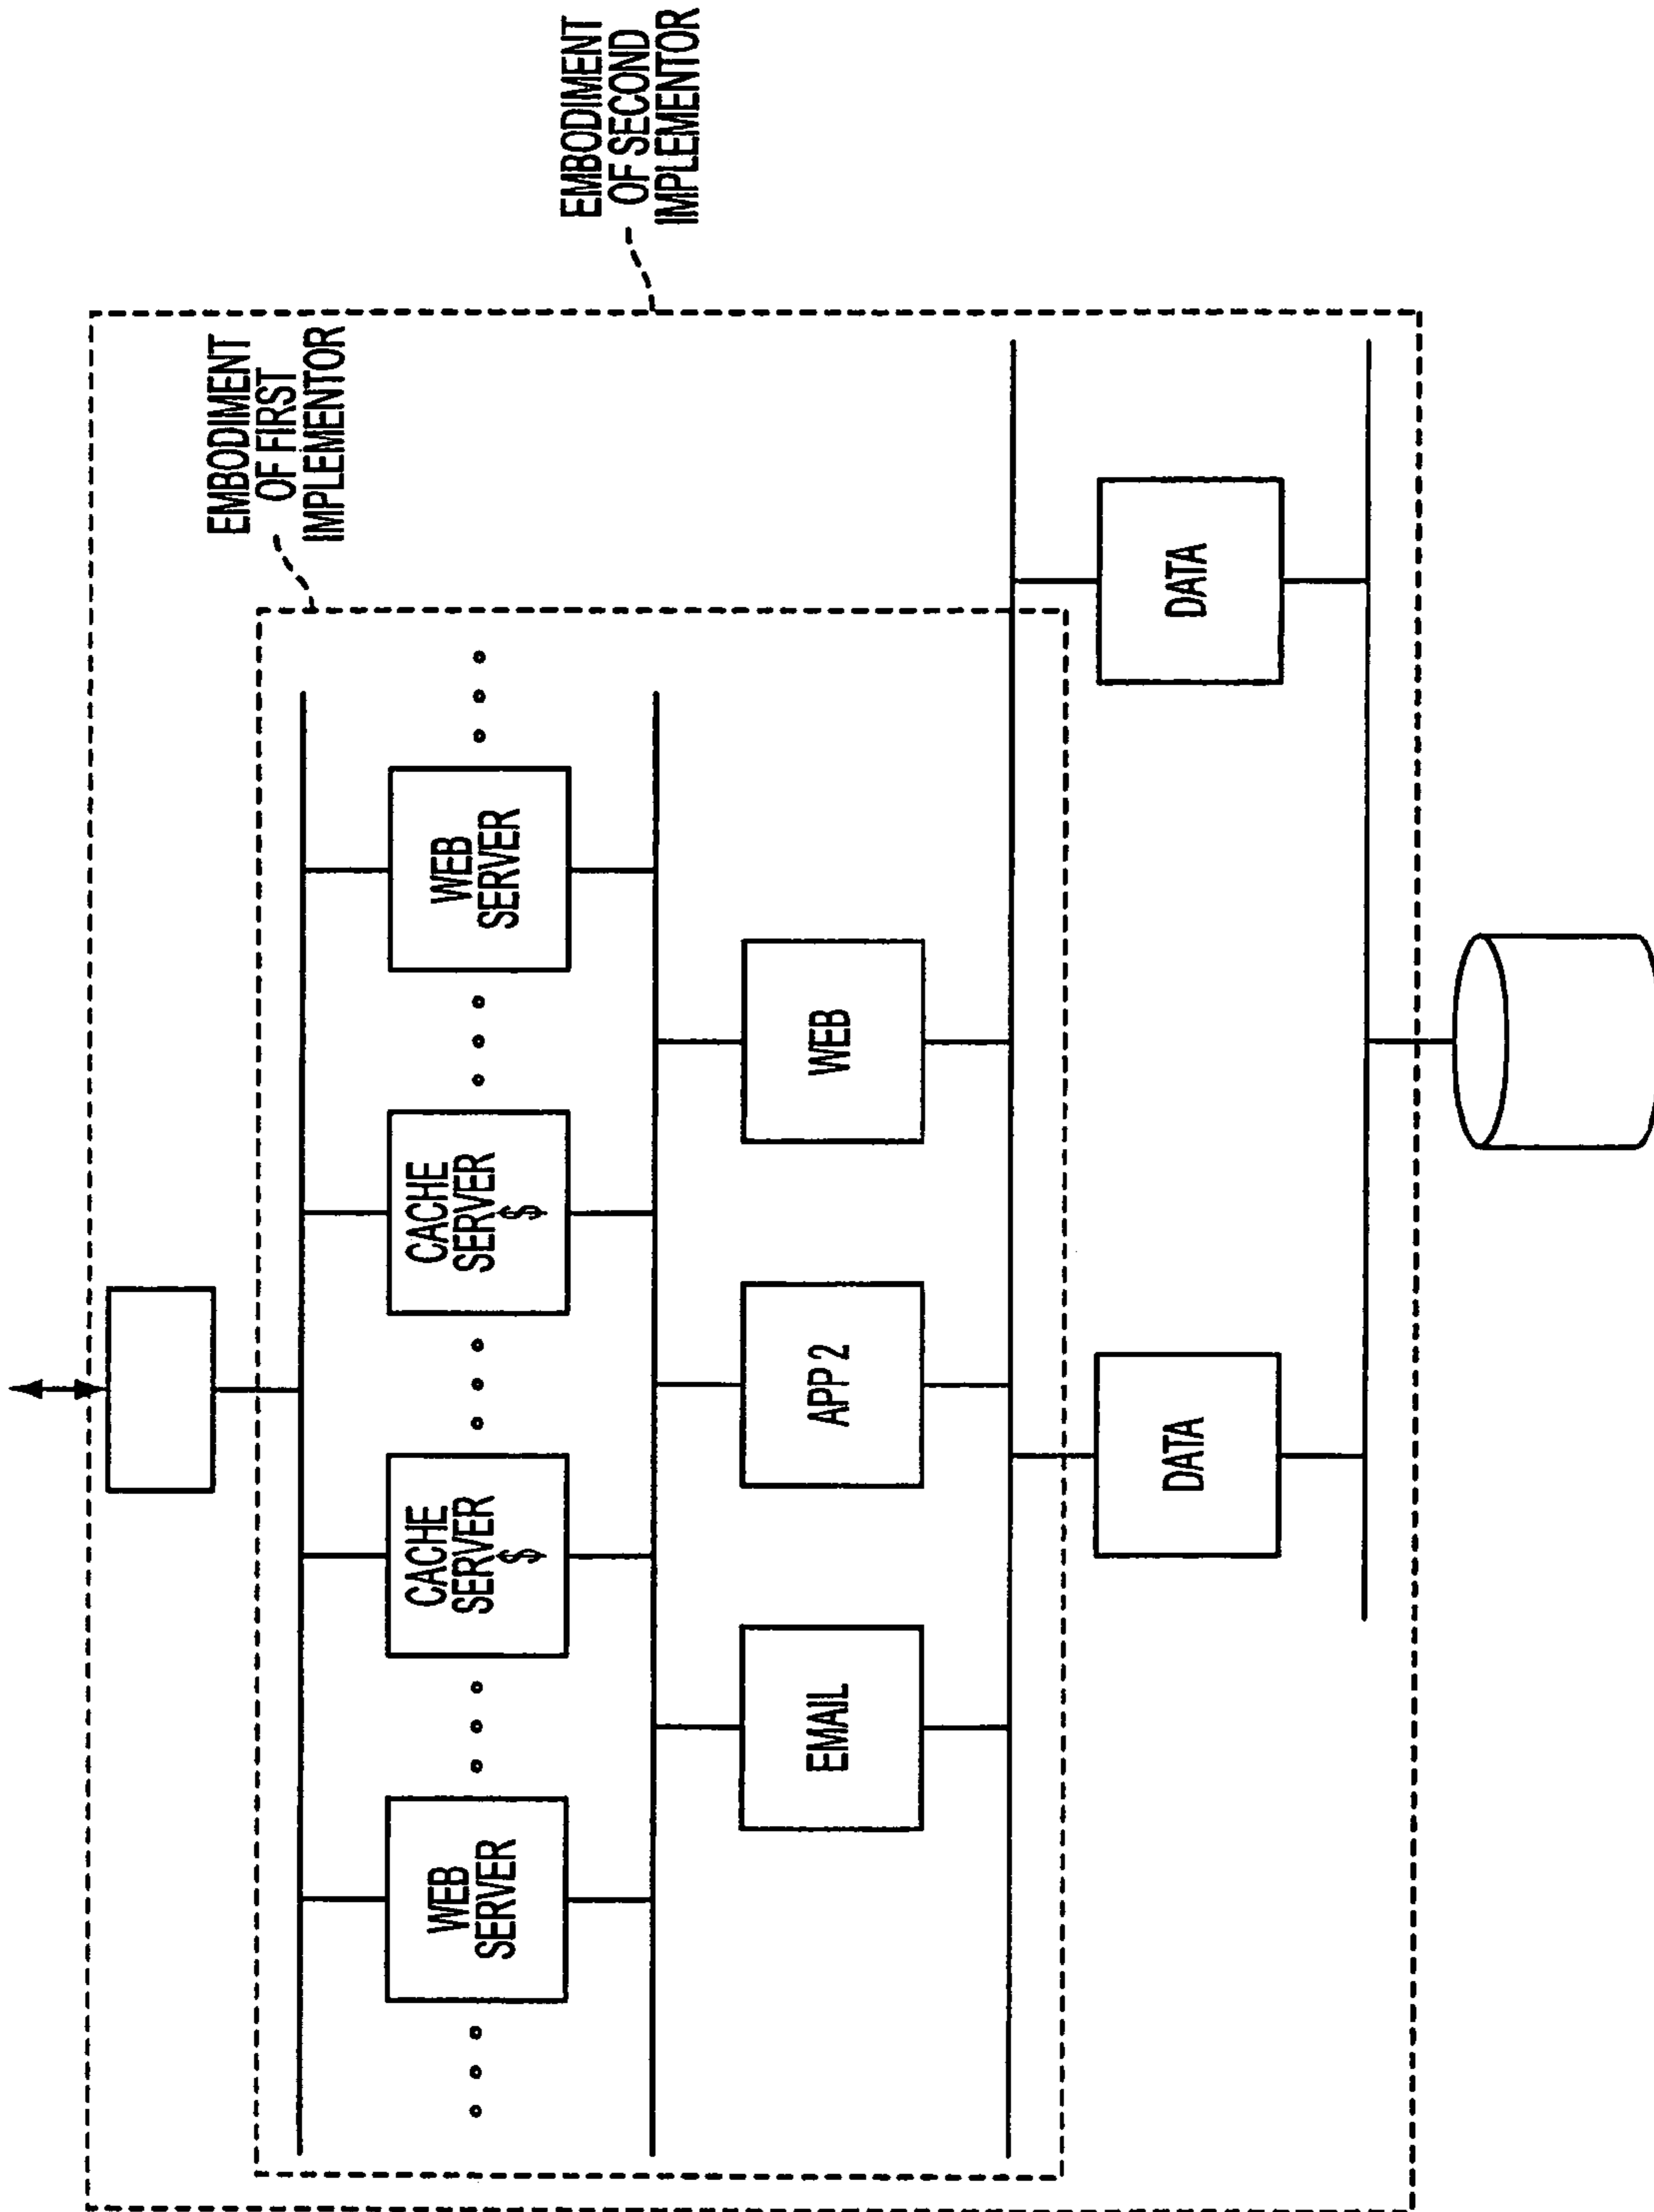 EMBODIMENT
OF SECOND
IMPLEMENTOR
EMBODIMENT
OF FIRST
IMPLEMENTOR
WEB
SERVER
CACHE
SERVER
$
CACHE
SERVER
$
WEB
SERVER
EMAIL
APP 2
WEB
DATA
DATA